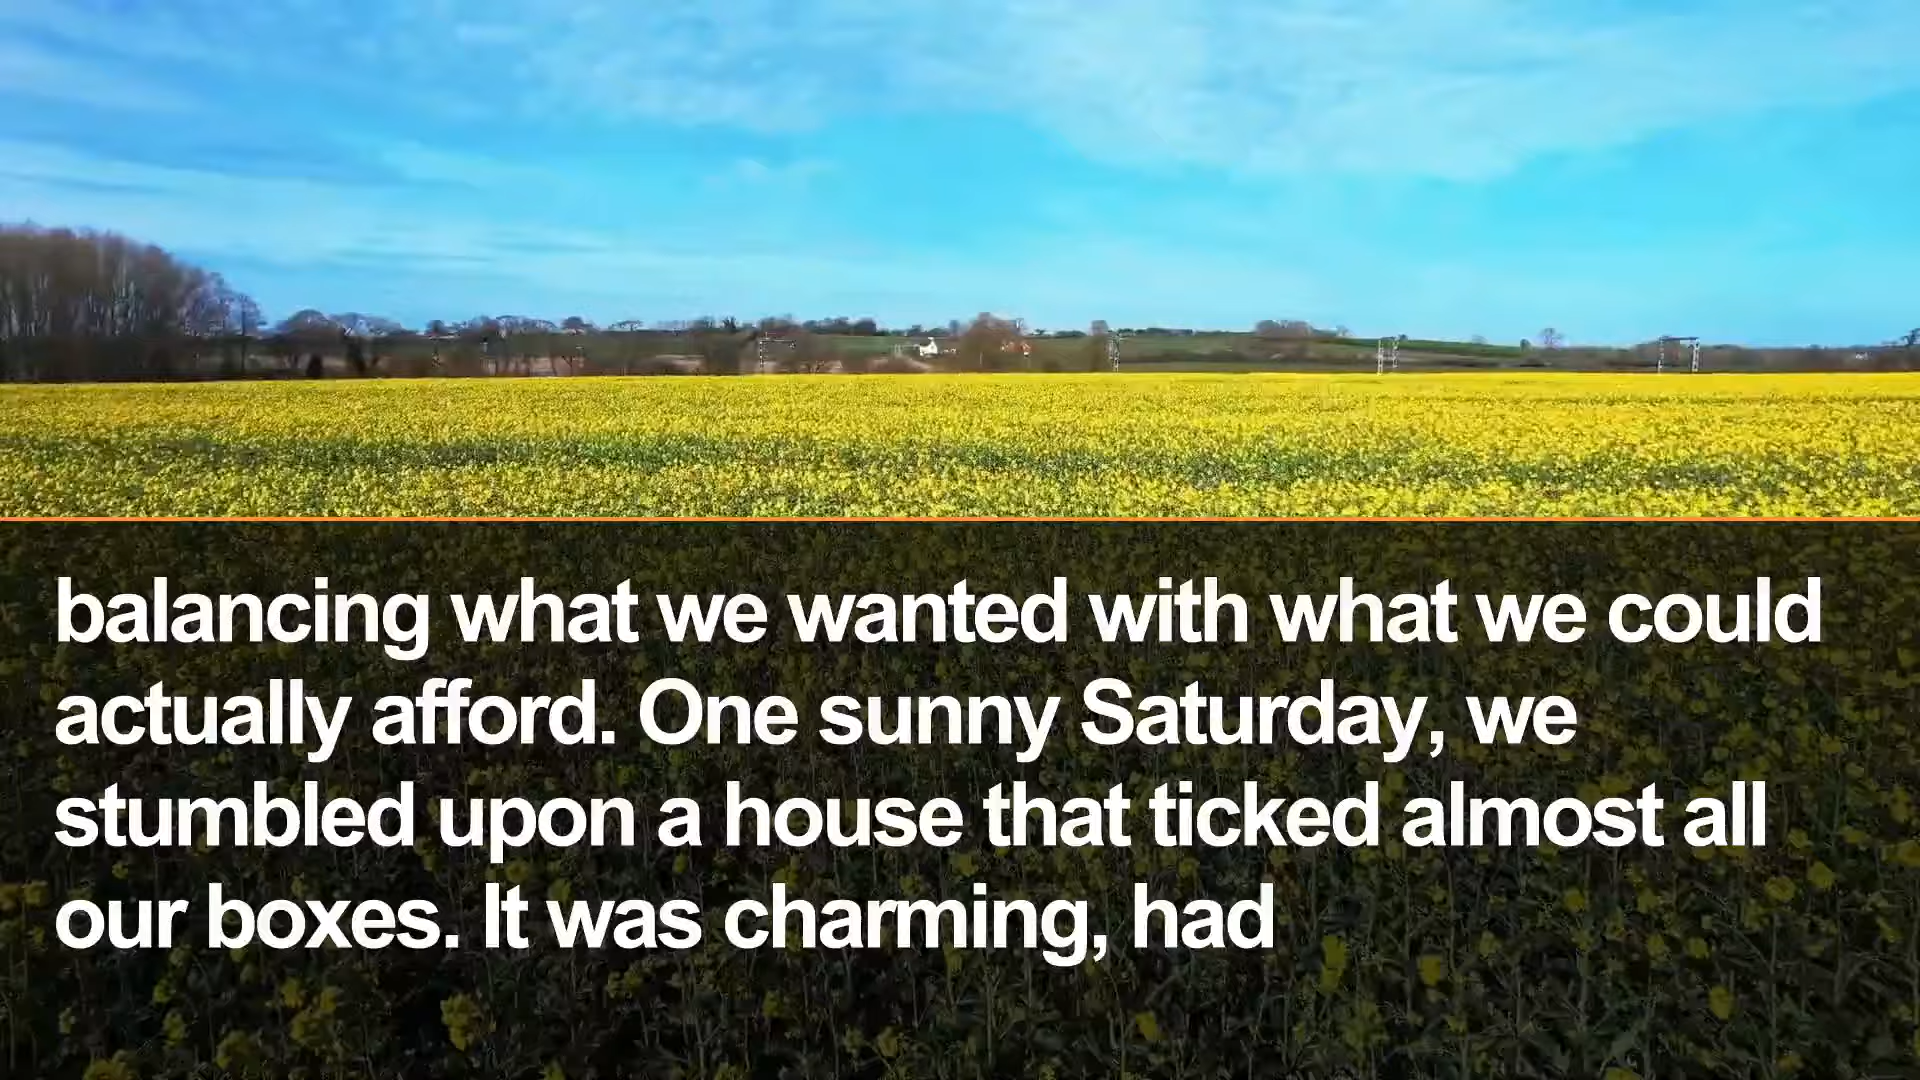 balancing what we wanted with what we could
actually afford. One sunny Saturday, we
stumbled upon a house that ticked almost all
our boxes. It was charming, had